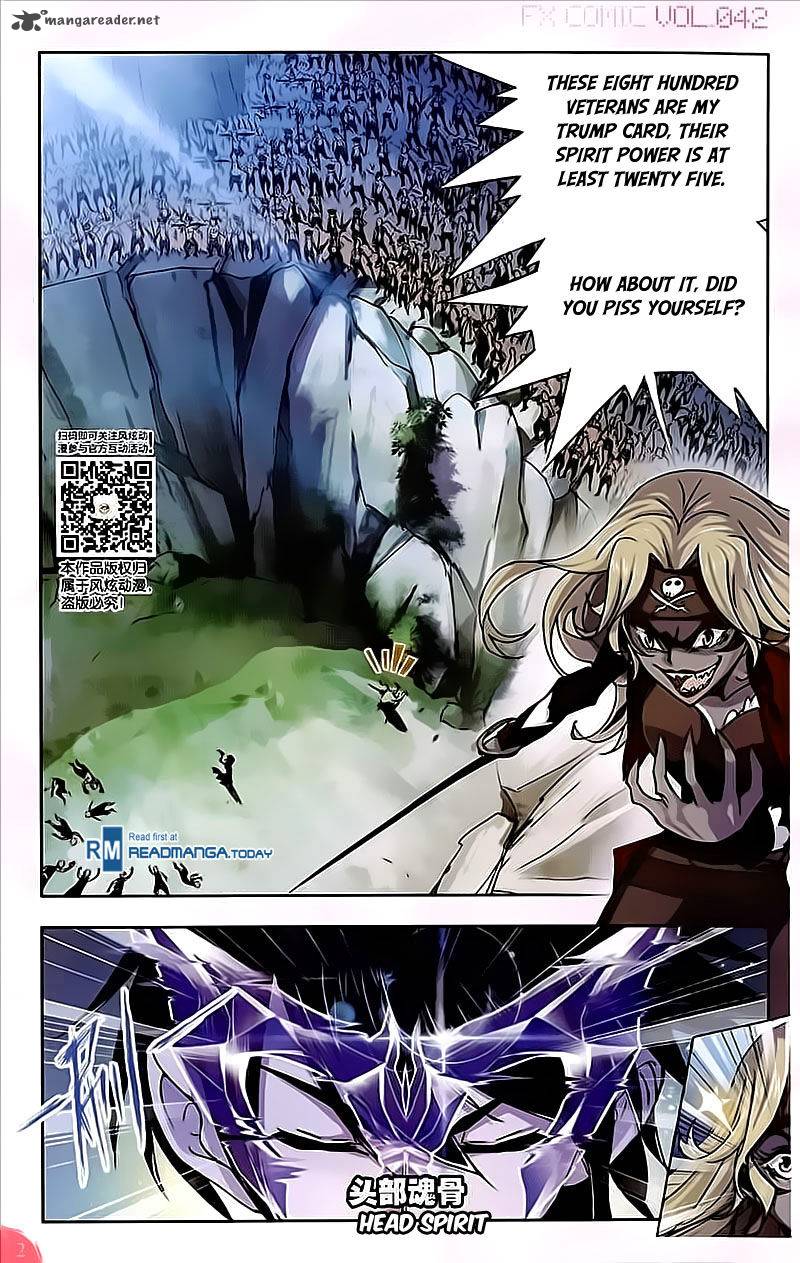 mangareader.net
FX COMIC VOL.042
THESE EIGHT HUNDRED
VETERANS ARE MY
TRUMP CARD, THEIR
SPIRIT POWER IS AT
LEAST TWENTY FIVE.
HOW ABOUT IT, DID
YOU PISS YOURSELF?
扫码即可关注风炫动
漫参与官方互动活动。
本作品版权归
属于风炫动漫,
盗版必究!
RM Read first at
READMANGA.TODAY
头部魂骨
HEAD SPIRIT
2